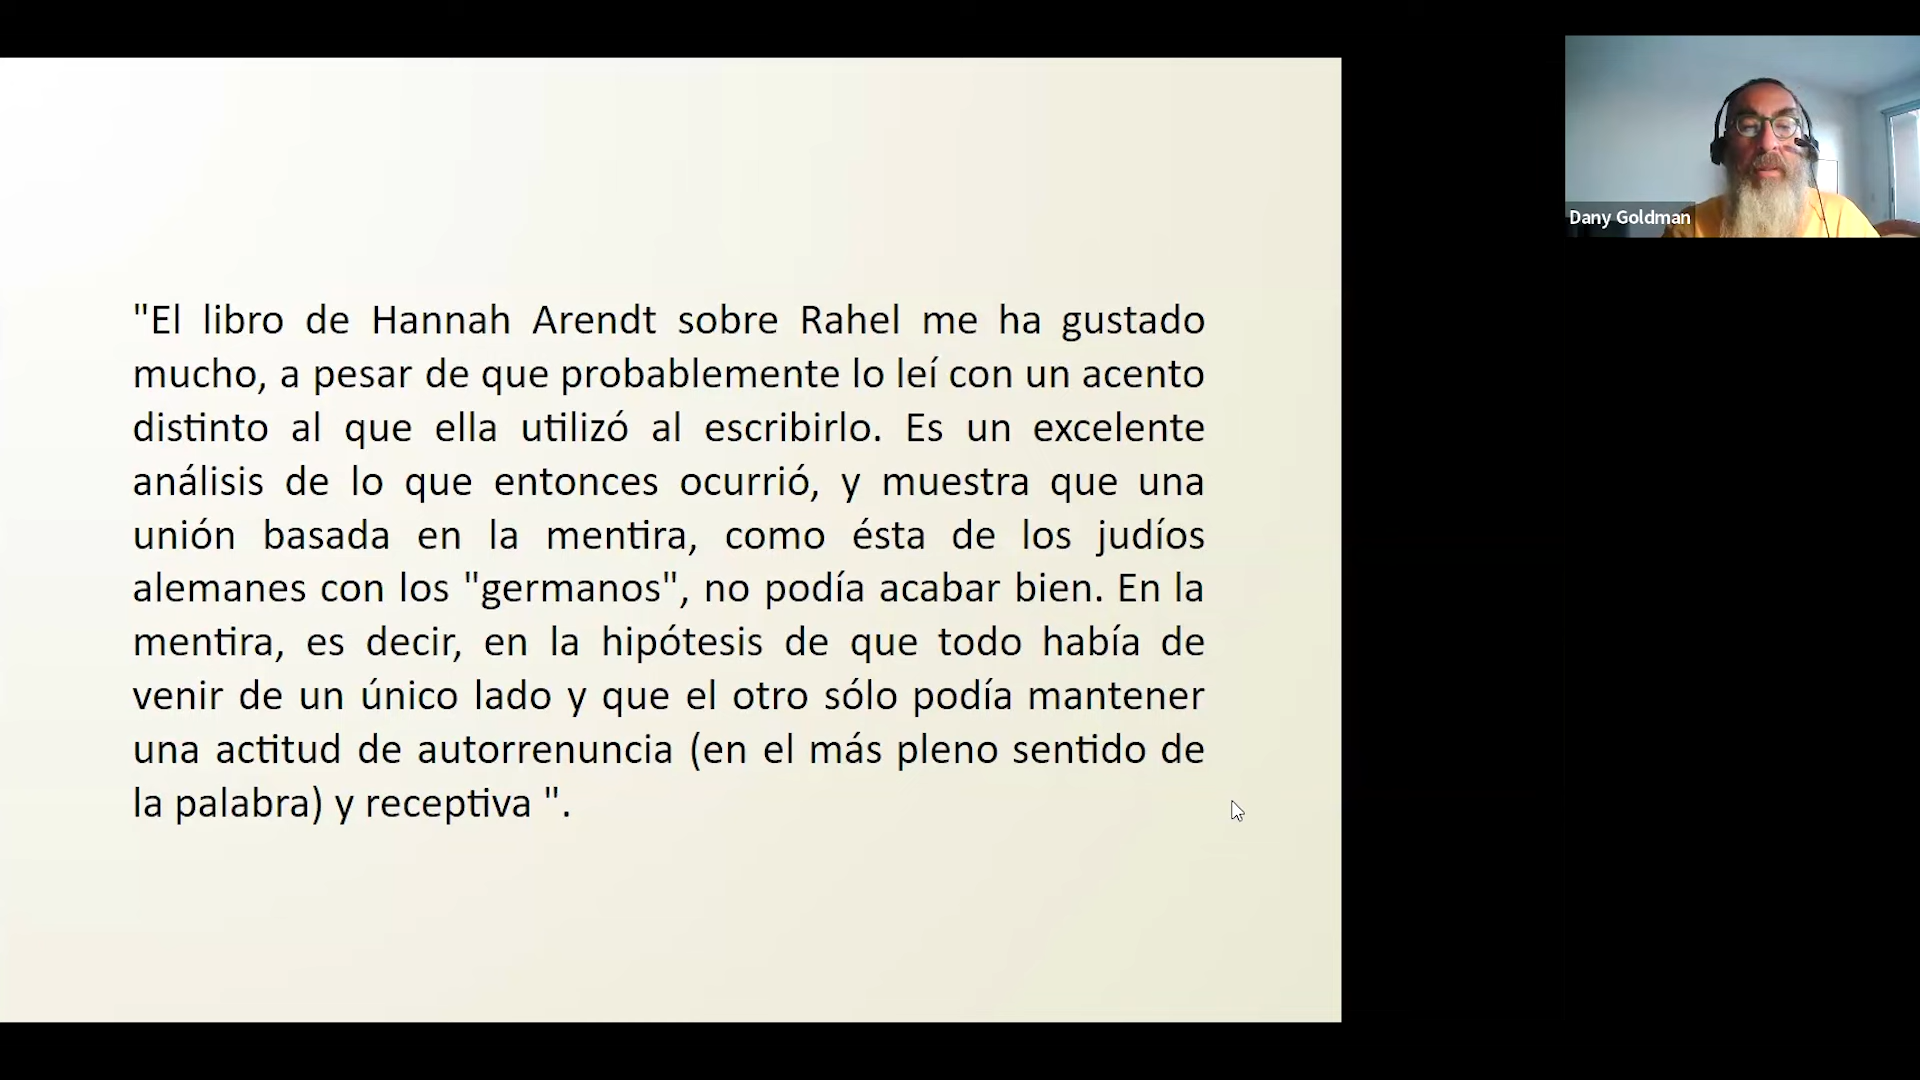 "El libro de Hannah Arendt sobre Rahel me ha gustado
mucho, a pesar de que probablemente lo leí con un acento
distinto al que ella utilizó al escribirlo. Es un excelente
análisis de lo que entonces ocurrió, y muestra que una
unión basada en la mentira, como ésta de los judíos
alemanes con los "germanos", no podía acabar bien. En la
mentira, es decir, en la hipótesis de que todo había de
venir de un único lado y que el otro sólo podía mantener
una actitud de autorrenuncia (en el más pleno sentido de
la palabra) y receptiva ".
Dany Goldman